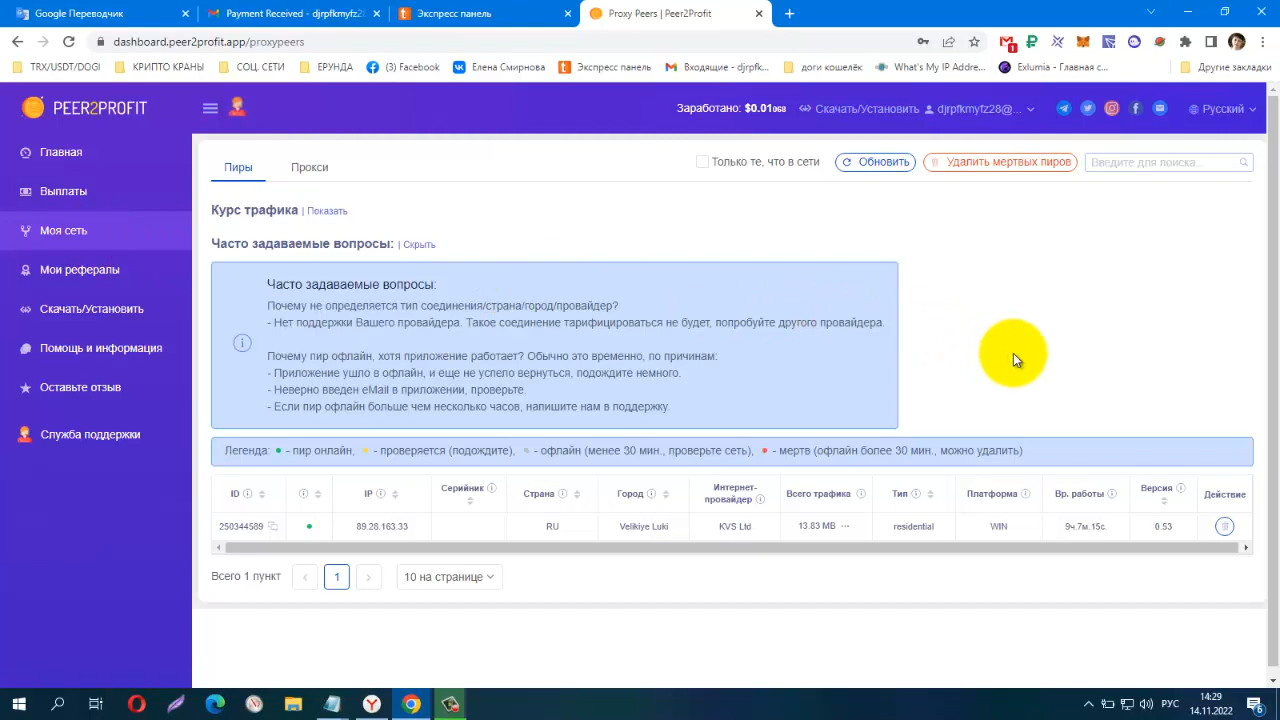 Google Переводчик
Payment Received - djrpfkmyfz2
Экспресс панель
Proxy Peers | Peer2Profit
dashboard.peer2profit.app/proxypeers
TRX/USDT/DOGI
КРИПТО КРАНЫ
СОЦ. СЕТИ
ЕРУНДА
(3) Facebook
Елена Смирнова
Экспресс панель
Входящие - djrpfk...
доги кошелёк
What's My IP Addre...
Exlumia - Главная с...
Другие закладки
PEER2PROFIT
Заработано: $0.01068
Скачать/Установить
djrpfkmyfz28@...
Русский
Главная
Выплаты
Моя сеть
Мои рефералы
Скачать/Установить
Помощь и информация
Оставьте отзыв
Служба поддержки
Пиры
Прокси
Только те, что в сети
Обновить
Удалить мертвых пиров
Введите для поиска...
Курс трафика | Показать
Часто задаваемые вопросы: | Скрыть
Часто задаваемые вопросы:
Почему не определяется тип соединения/страна/город/провайдер?
- Нет поддержки Вашего провайдера. Такое соединение тарифицироваться не будет, попробуйте другого провайдера.
Почему пир офлайн, хотя приложение работает? Обычно это временно, по причинам:
- Приложение ушло в офлайн, и еще не успело вернуться, подождите немного.
- Неверно введен eMail в приложении, проверьте.
- Если пир офлайн больше чем несколько часов, напишите нам в поддержку.
Легенда: - пир онлайн, - проверяется (подождите), - офлайн (менее 30 мин., проверьте сеть), - мертв (офлайн более 30 мин., можно удалить)
ID IP Серийник Страна Город Интернет-провайдер Всего трафика Тип Платформа Вр. работы Версия Действие
250344589 89.28.163.33 RU Velikiye Luki KVS Ltd 13.83 MB ... residential WIN 9ч.7м.15с. 0.53
Всего 1 пункт
1
10 на странице
РУС
14:29
14.11.2022
6